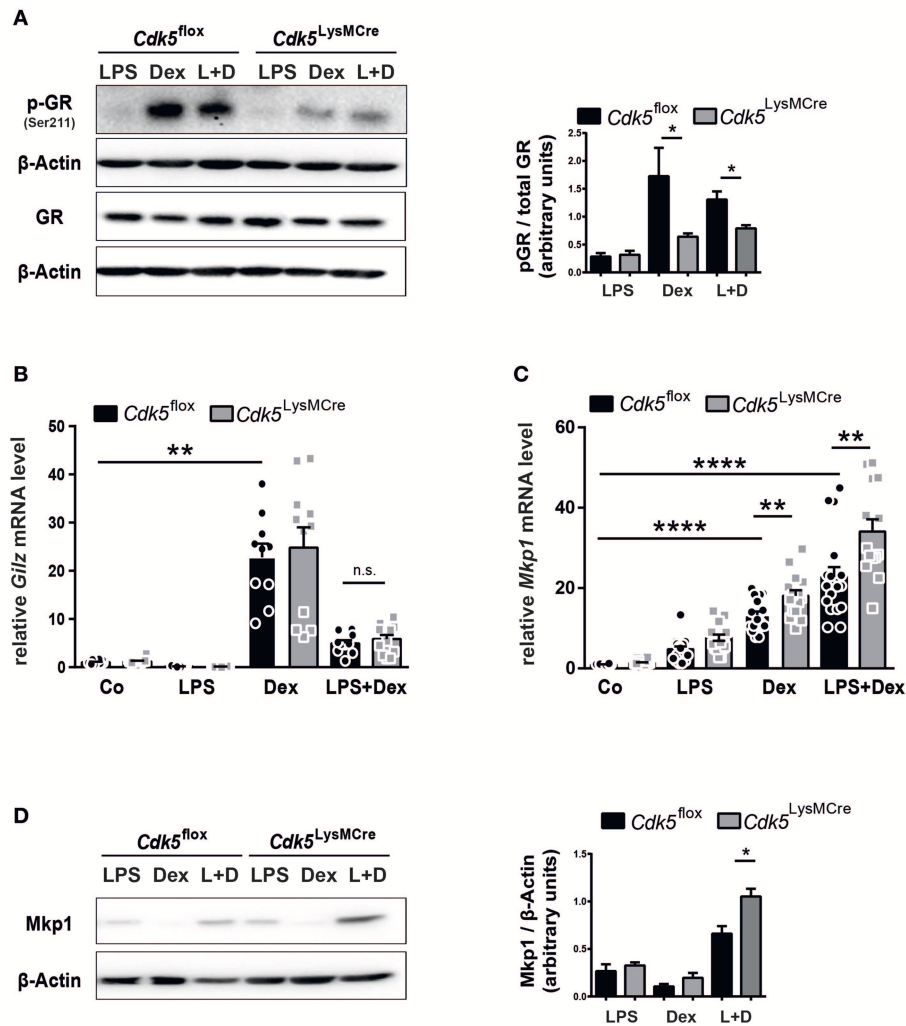 A
Cdk5flox Cdk5LysMCre
LPS Dex L+D LPS Dex L+D
p-GR
(Ser211)
β-Actin
GR
β-Actin
Cdk5flox Cdk5LysMCre
pGR / total GR
(arbitrary units)
2.5
2.0
1.5
1.0
0.5
0.0
* *
LPS Dex L+D
B
Cdk5flox Cdk5LysMCre
relative Gilz mRNA level
50
40
30
20
10
0
**
n.s.
Co LPS Dex LPS+Dex
C
Cdk5flox Cdk5LysMCre
relative Mkp1 mRNA level
60
40
20
0
**
****
**
****
Co LPS Dex LPS+Dex
D
Cdk5flox Cdk5LysMCre
LPS Dex L+D LPS Dex L+D
Mkp1
β-Actin
Cdk5flox Cdk5LysMCre
Mkp1 / β-Actin
(arbitrary units)
1.5
1.0
0.5
0.0
*
LPS Dex L+D